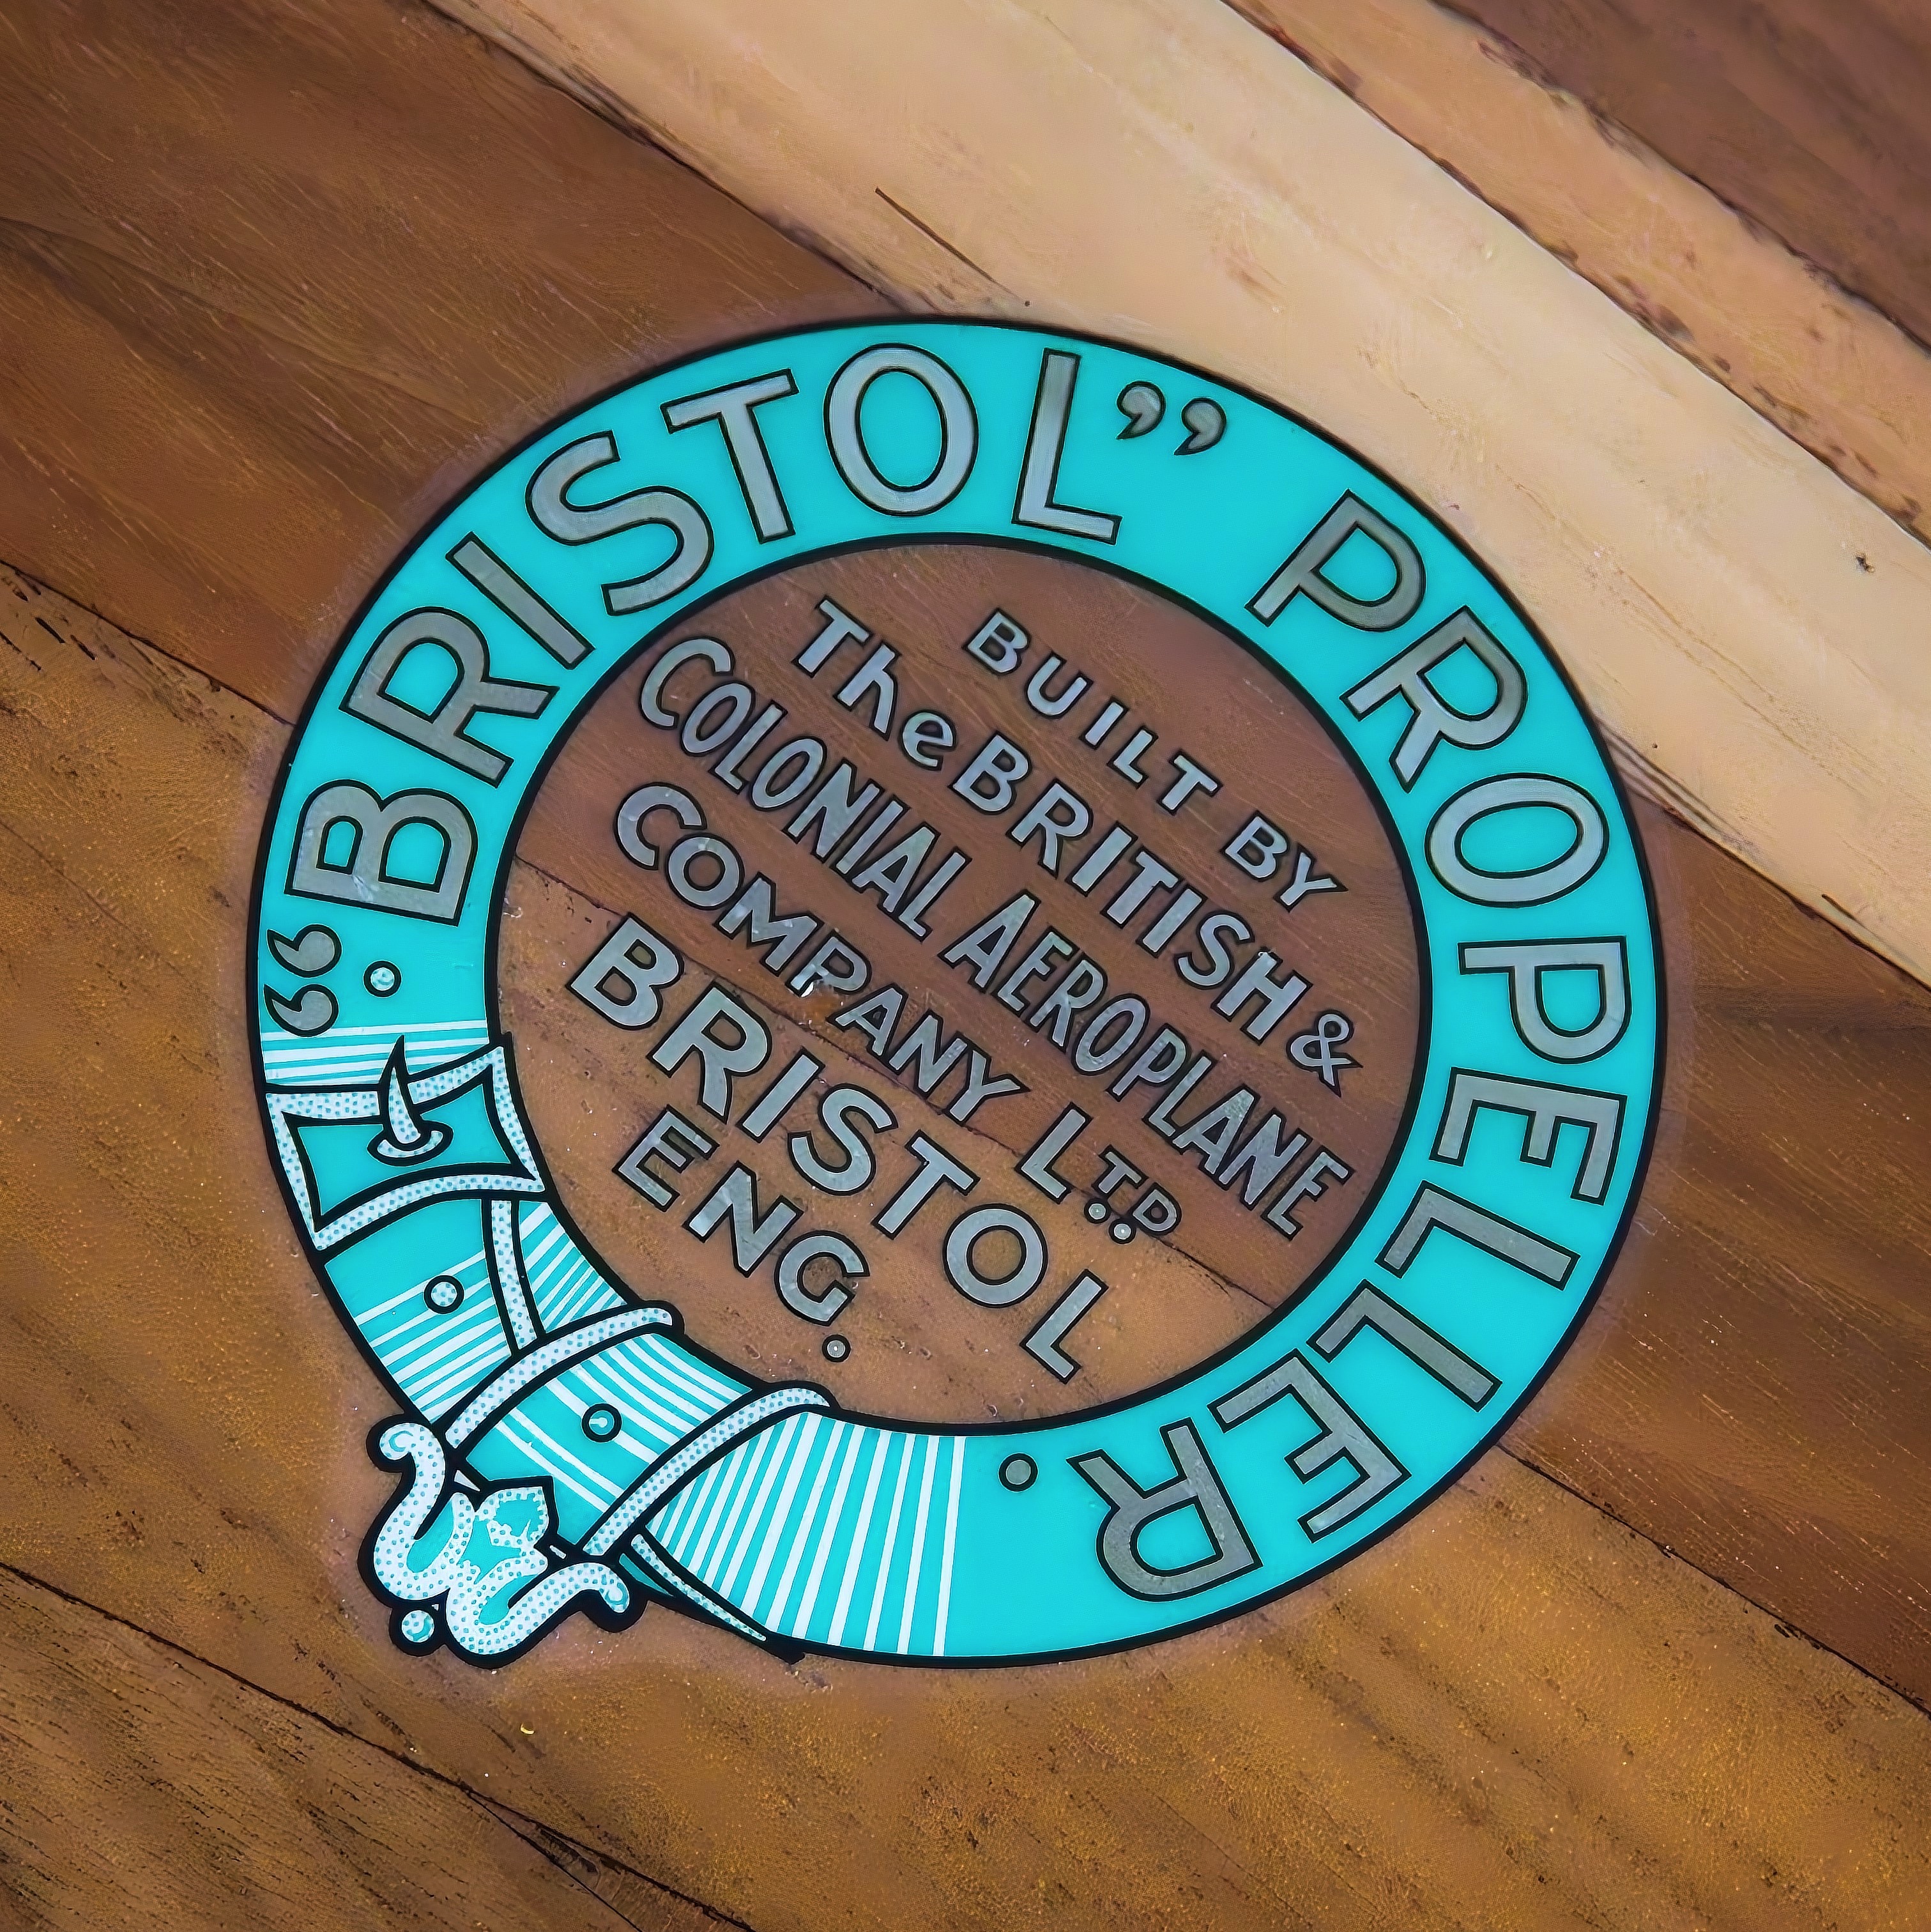 “BRISTOL” PROPELLER.
BUILT BY
The BRITISH &
COLONIAL AEROPLANE
COMPANY LTD
BRISTOL
ENG.